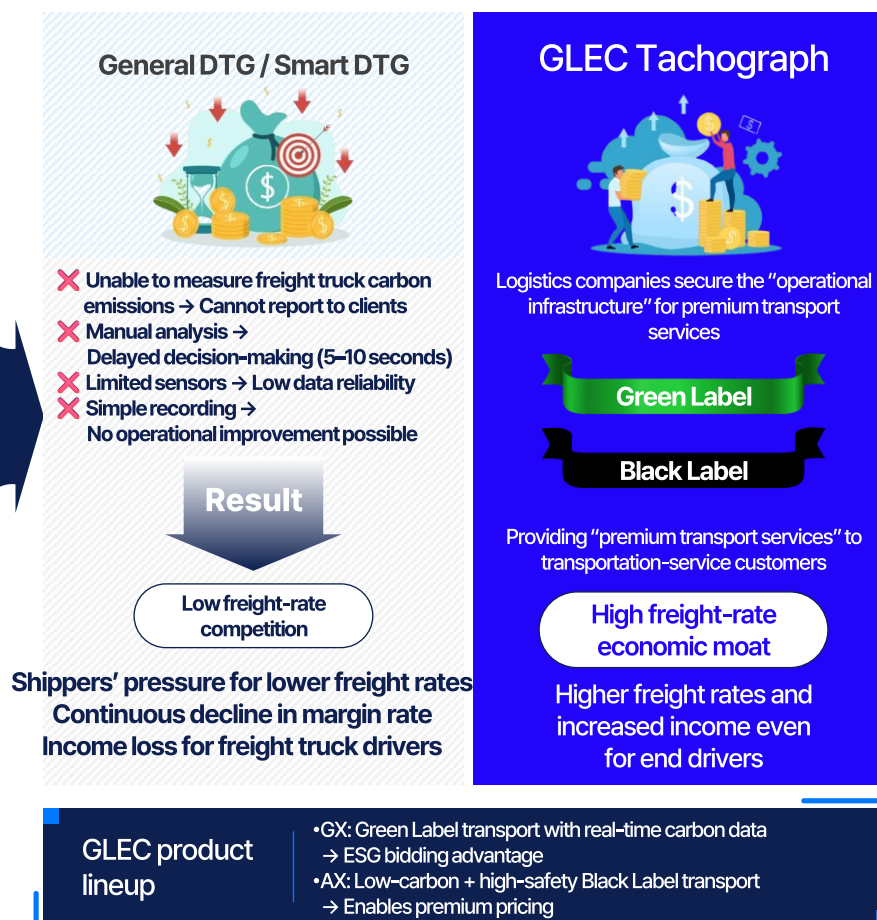 General DTG / Smart DTG
❌ Unable to measure freight truck carbon
emissions → Cannot report to clients
❌ Manual analysis →
Delayed decision-making (5–10 seconds)
❌ Limited sensors → Low data reliability
❌ Simple recording →
No operational improvement possible
Result
Low freight-rate
competition
Shippers’ pressure for lower freight rates
Continuous decline in margin rate
Income loss for freight truck drivers
GLEC Tachograph
Logistics companies secure the “operational
infrastructure” for premium transport
services
Green Label
Black Label
Providing “premium transport services” to
transportation-service customers
High freight-rate
economic moat
Higher freight rates and
increased income even
for end drivers
GLEC product
lineup
•GX: Green Label transport with real-time carbon data
→ ESG bidding advantage
•AX: Low-carbon + high-safety Black Label transport
→ Enables premium pricing